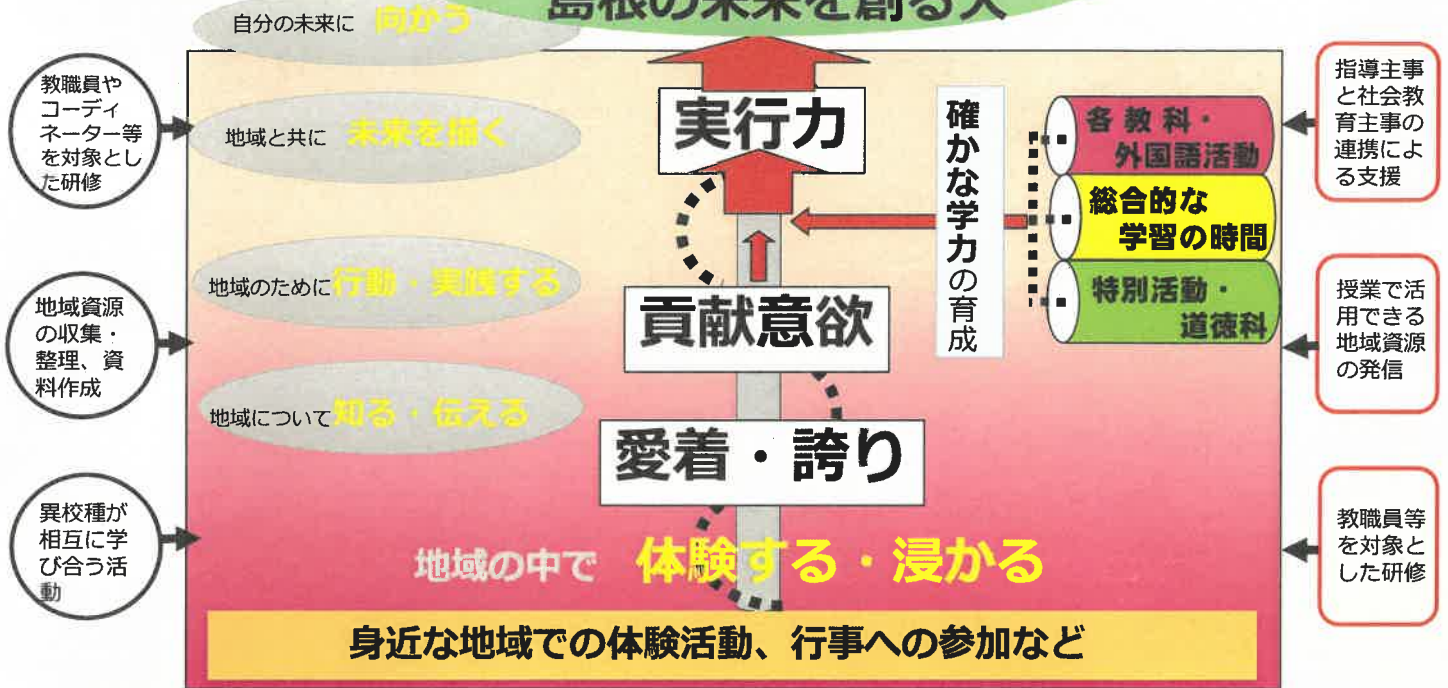 島根の未来を創る人
自分の未来に 向かう
教職員や
コーディ
ネーター等
を対象とし
た研修
地域と共に 未来を描く
実行力
確かな学力の育成
各教科・
外国語活動
総合的な
学習の時間
特別活動・
道徳科
指導主事
と社会教
育主事の
連携によ
る支援
地域資源
の収集・
整理、資
料作成
地域のために 行動・実践する
貢献意欲
授業で活
用できる
地域資源
の発信
地域について 知る・伝える
愛着・誇り
異校種が
相互に学
び合う活
動
地域の中で 体験する・浸かる
教職員等
を対象と
した研修
身近な地域での体験活動、行事への参加など